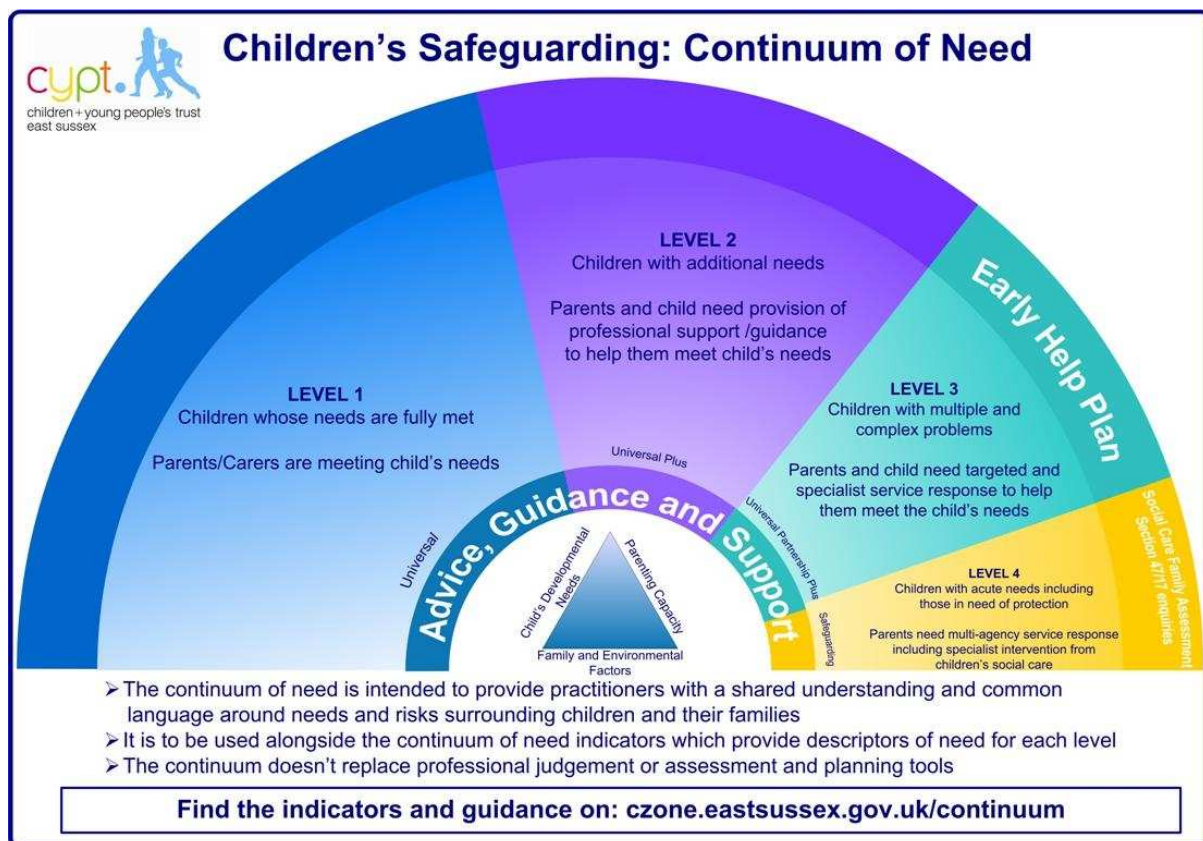 Children's Safeguarding: Continuum of Need
cypt.
children+young people's trust
east sussex
LEVEL 1
Children whose needs are fully met
Parents/Carers are meeting child's needs
LEVEL 2
Children with additional needs
Parents and child need provision of
professional support /guidance
to help them meet child's needs
LEVEL 3
Children with multiple and
complex problems
Parents and child need targeted and
specialist service response to help
them meet the child's needs
Early Help Plan
LEVEL 4
Children with acute needs including
those in need of protection
Parents need multi-agency service response
including specialist intervention from
children's social care
Social Care Family Assessment
Section 47/17
enquiries
Universal
Universal Plus
Universal Partnership Plus
Safeguarding
Advice, Guidance and Support
Child's Developmental
Needs
Parenting Capacity
Family and Environmental
Factors
➢ The continuum of need is intended to provide practitioners with a shared understanding and common
language around needs and risks surrounding children and their families
➢ It is to be used alongside the continuum of need indicators which provide descriptors of need for each level
➢ The continuum doesn't replace professional judgement or assessment and planning tools
Find the indicators and guidance on: czone.eastsussex.gov.uk/continuum